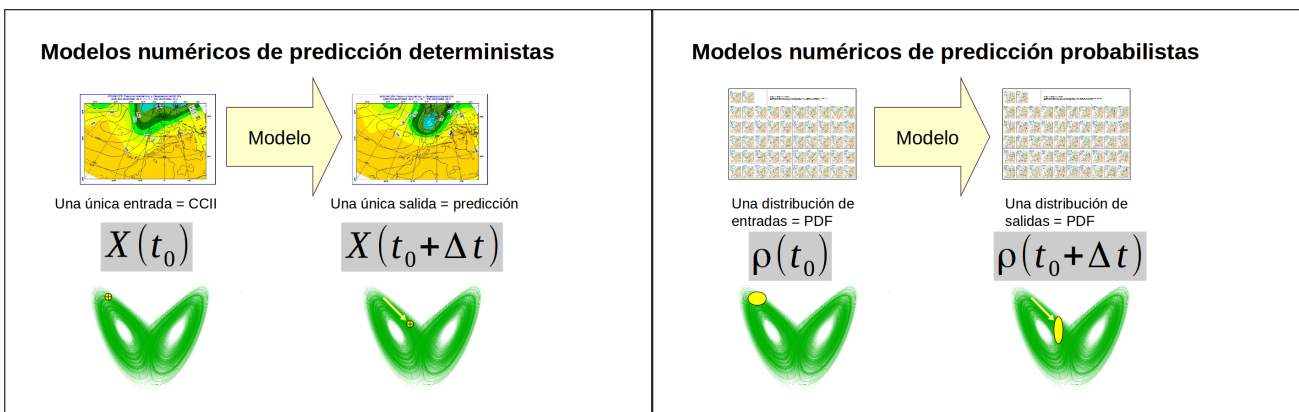 Modelos numéricos de predicción deterministas
Modelo
Una única entrada = CCII
Una única salida = predicción
X(t₀)
X(t₀+Δt)
Modelos numéricos de predicción probabilistas
Modelo
Una distribución de
entradas = PDF
Una distribución de
salidas = PDF
ρ(t₀)
ρ(t₀+Δt)